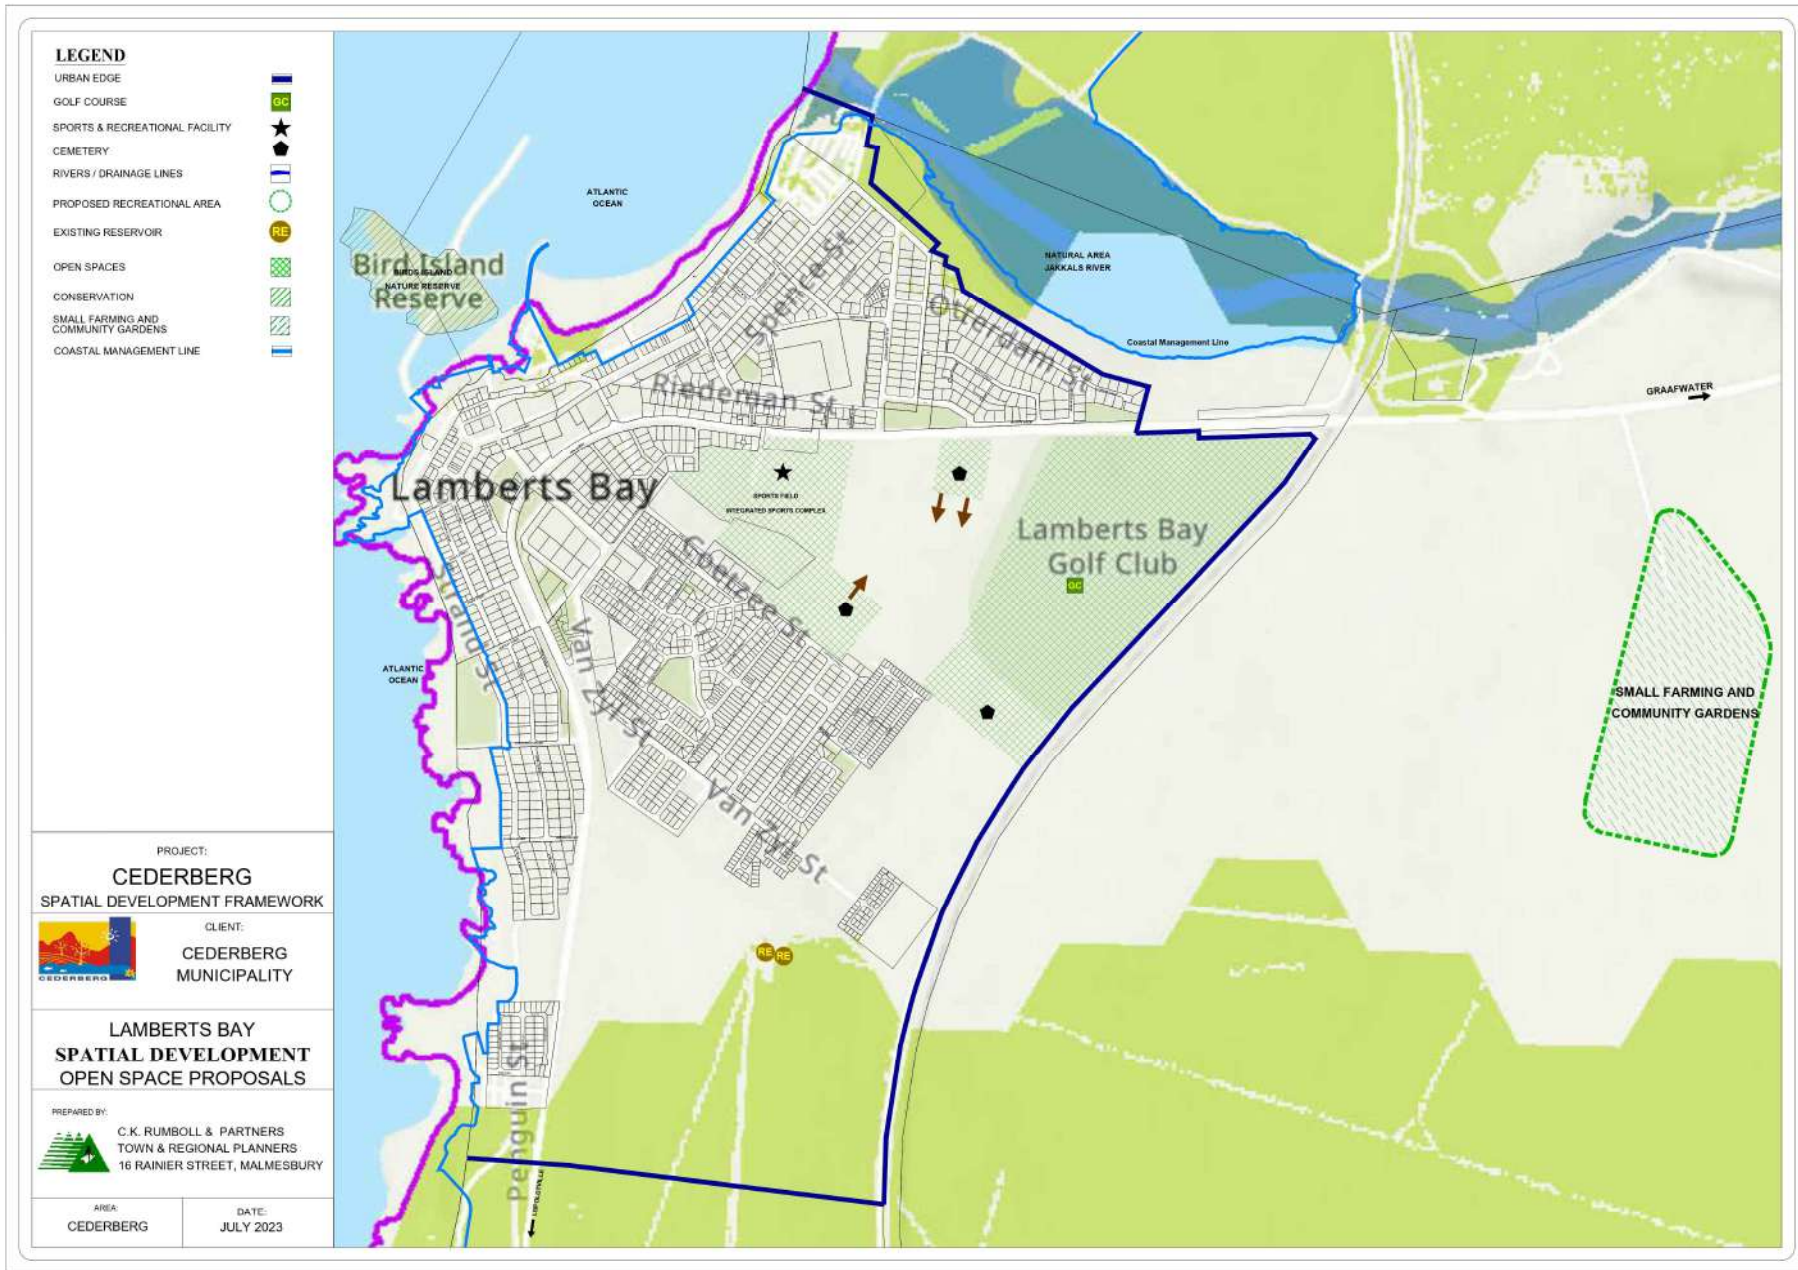 LEGEND
URBAN EDGE
GOLF COURSE
GC
SPORTS & RECREATIONAL FACILITY
CEMETERY
RIVERS / DRAINAGE LINES
PROPOSED RECREATIONAL AREA
EXISTING RESERVOIR
RE
OPEN SPACES
CONSERVATION
SMALL FARMING AND
COMMUNITY GARDENS
COASTAL MANAGEMENT LINE
PROJECT:
CEDERBERG
SPATIAL DEVELOPMENT FRAMEWORK
CLIENT:
CEDERBERG
MUNICIPALITY
CEDERBERG
LAMBERTS BAY
SPATIAL DEVELOPMENT
OPEN SPACE PROPOSALS
PREPARED BY:
C.K. RUMBOLL & PARTNERS
TOWN & REGIONAL PLANNERS
16 RAINIER STREET, MALMESBURY
AREA:
CEDERBERG
DATE:
JULY 2023
ATLANTIC
OCEAN
Bird Island
Reserve
BIRDS ISLAND
NATURE RESERVE
NATURAL AREA
JAKKALS RIVER
Coastal Management Line
Spence St
Otterdam St
Riedeman St
GRAAFWATER
Lamberts Bay
SPORTS FIELD
INTEGRATED SPORTS COMPLEX
Lamberts Bay
Golf Club
GC
Coetzee St
Strand St
Van Zyl St
ATLANTIC
OCEAN
SMALL FARMING AND
COMMUNITY GARDENS
Van Zyl St
RE
RE
Penguin St